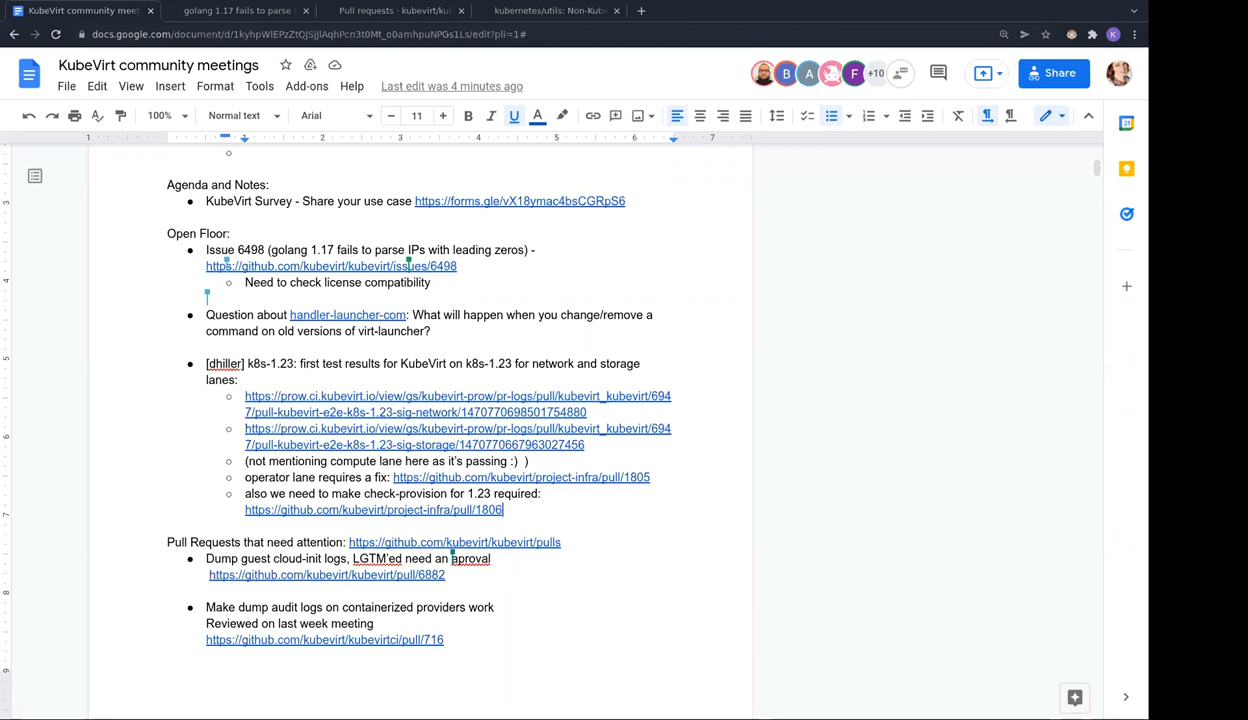 KubeVirt community meet
golang 1.17 fails to parse
Pull requests · kubevirt/ku
kubernetes/utils: Non-Kub
docs.google.com/document/d/1kyhpWlEPzZtQJSjJlAqhPcn3t0Mt_o0amhpuNPGs1Ls/edit?pli=1#
K
KubeVirt community meetings
B A F +10
Share
File Edit View Insert Format Tools Add-ons Help Last edit was 4 minutes ago
100% Normal text Arial 11 B I U A
1 1 2 3 4 5 6 7
Agenda and Notes:
KubeVirt Survey - Share your use case https://forms.gle/vX18ymac4bsCGRpS6
Open Floor:
Issue 6498 (golang 1.17 fails to parse IPs with leading zeros) -
https://github.com/kubevirt/kubevirt/issues/6498
Need to check license compatibility
Question about handler-launcher-com: What will happen when you change/remove a
command on old versions of virt-launcher?
[dhiller] k8s-1.23: first test results for KubeVirt on k8s-1.23 for network and storage
lanes:
https://prow.ci.kubevirt.io/view/gs/kubevirt-prow/pr-logs/pull/kubevirt_kubevirt/694
7/pull-kubevirt-e2e-k8s-1.23-sig-network/1470770698501754880
https://prow.ci.kubevirt.io/view/gs/kubevirt-prow/pr-logs/pull/kubevirt_kubevirt/694
7/pull-kubevirt-e2e-k8s-1.23-sig-storage/1470770667963027456
(not mentioning compute lane here as it's passing :) )
operator lane requires a fix: https://github.com/kubevirt/project-infra/pull/1805
also we need to make check-provision for 1.23 required:
https://github.com/kubevirt/project-infra/pull/1806
Pull Requests that need attention: https://github.com/kubevirt/kubevirt/pulls
Dump guest cloud-init logs, LGTM'ed need an aproval
https://github.com/kubevirt/kubevirt/pull/6882
Make dump audit logs on containerized providers work
Reviewed on last week meeting
https://github.com/kubevirt/kubevirtci/pull/716